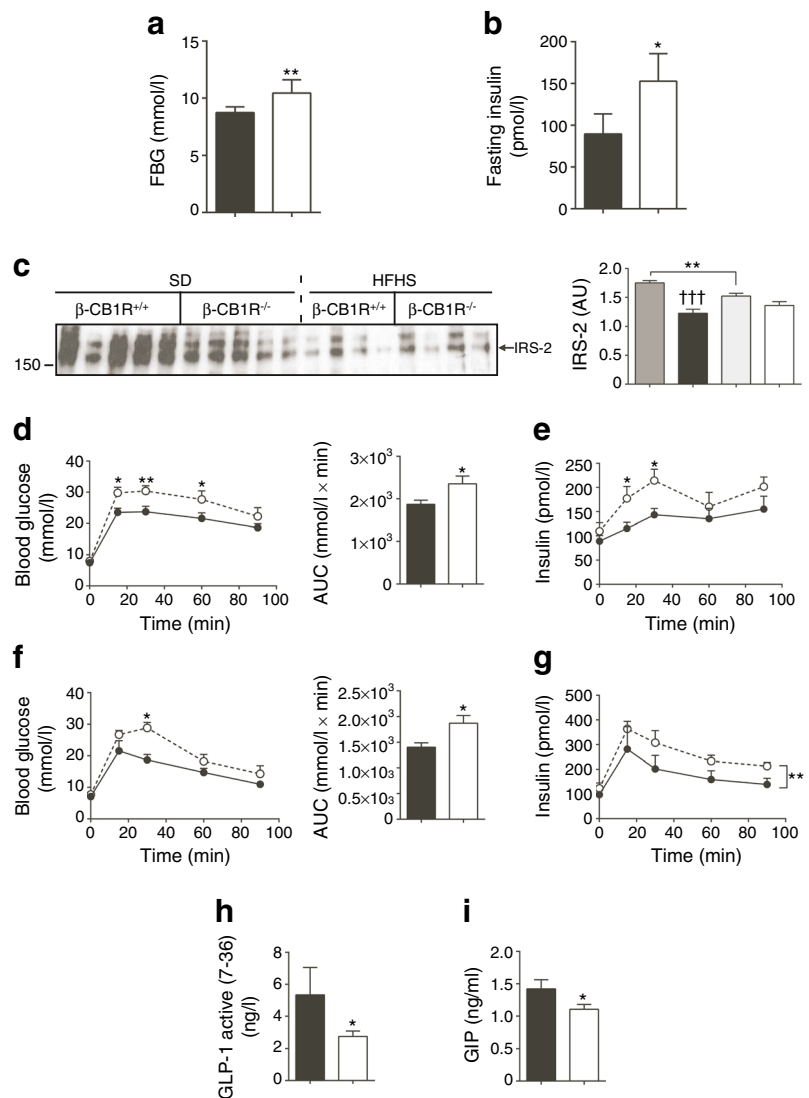 a
15
10
5
0
FBG (mmol/l)
**
b
200
150
100
50
0
Fasting insulin
(pmol/l)
*
c
SD
HFHS
β-CB1R+/+
β-CB1R-/-
β-CB1R+/+
β-CB1R-/-
150
IRS-2
2.0
1.5
1.0
0.5
0
IRS-2 (AU)
**
†††
d
40
30
20
10
0
Blood glucose
(mmol/l)
*
**
*
0 20 40 60 80 100
Time (min)
3×10³
2×10³
1×10³
0
AUC (mmol/l × min)
*
e
250
200
150
100
50
0
Insulin (pmol/l)
*
*
0 20 40 60 80 100
Time (min)
f
40
30
20
10
0
Blood glucose
(mmol/l)
*
0 20 40 60 80 100
Time (min)
2.5×10³
2.0×10³
1.5×10³
1.0×10³
0.5×10³
0
AUC (mmol/l × min)
*
g
500
400
300
200
100
0
Insulin (pmol/l)
**
0 20 40 60 80 100
Time (min)
h
8
6
4
2
0
GLP-1 active (7-36)
(ng/l)
*
i
2.0
1.5
1.0
0.5
0
GIP (ng/ml)
*